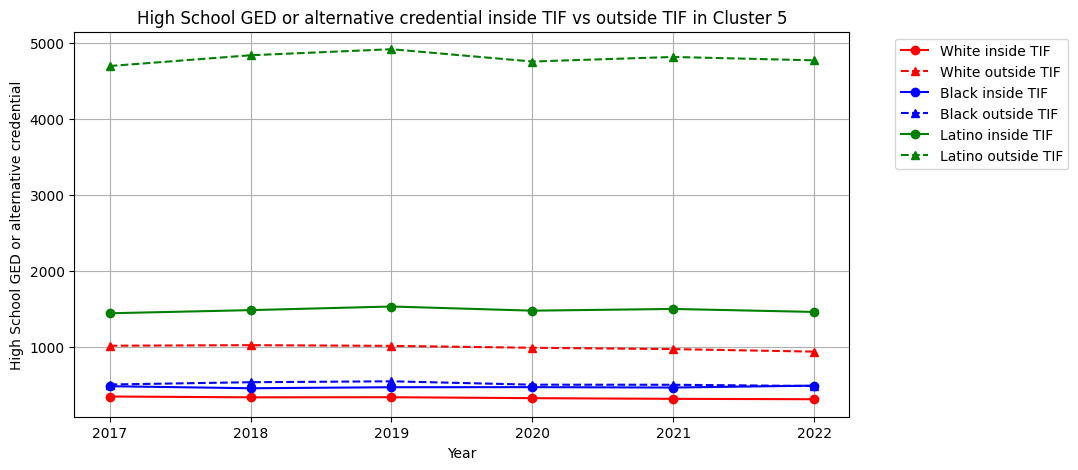 High School GED or alternative credential inside TIF vs outside TIF in Cluster 5
High School GED or alternative credential
5000
4000
3000
2000
1000
2017 2018 2019 2020 2021 2022
Year
White inside TIF
White outside TIF
Black inside TIF
Black outside TIF
Latino inside TIF
Latino outside TIF